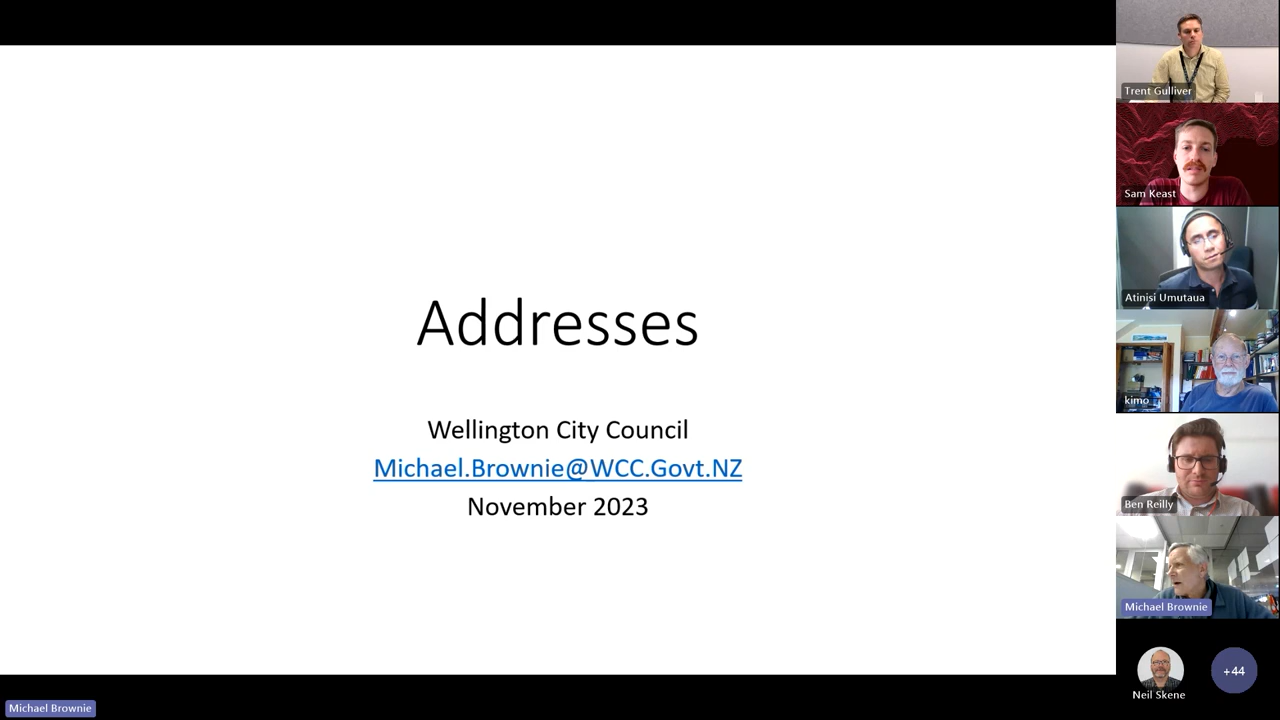 Addresses
Wellington City Council
Michael.Brownie@WCC.Govt.NZ
November 2023
Trent Gulliver
Sam Keast
Atinisi Umutaua
kimo
Ben Reilly
Michael Brownie
Neil Skene
+44
Michael Brownie